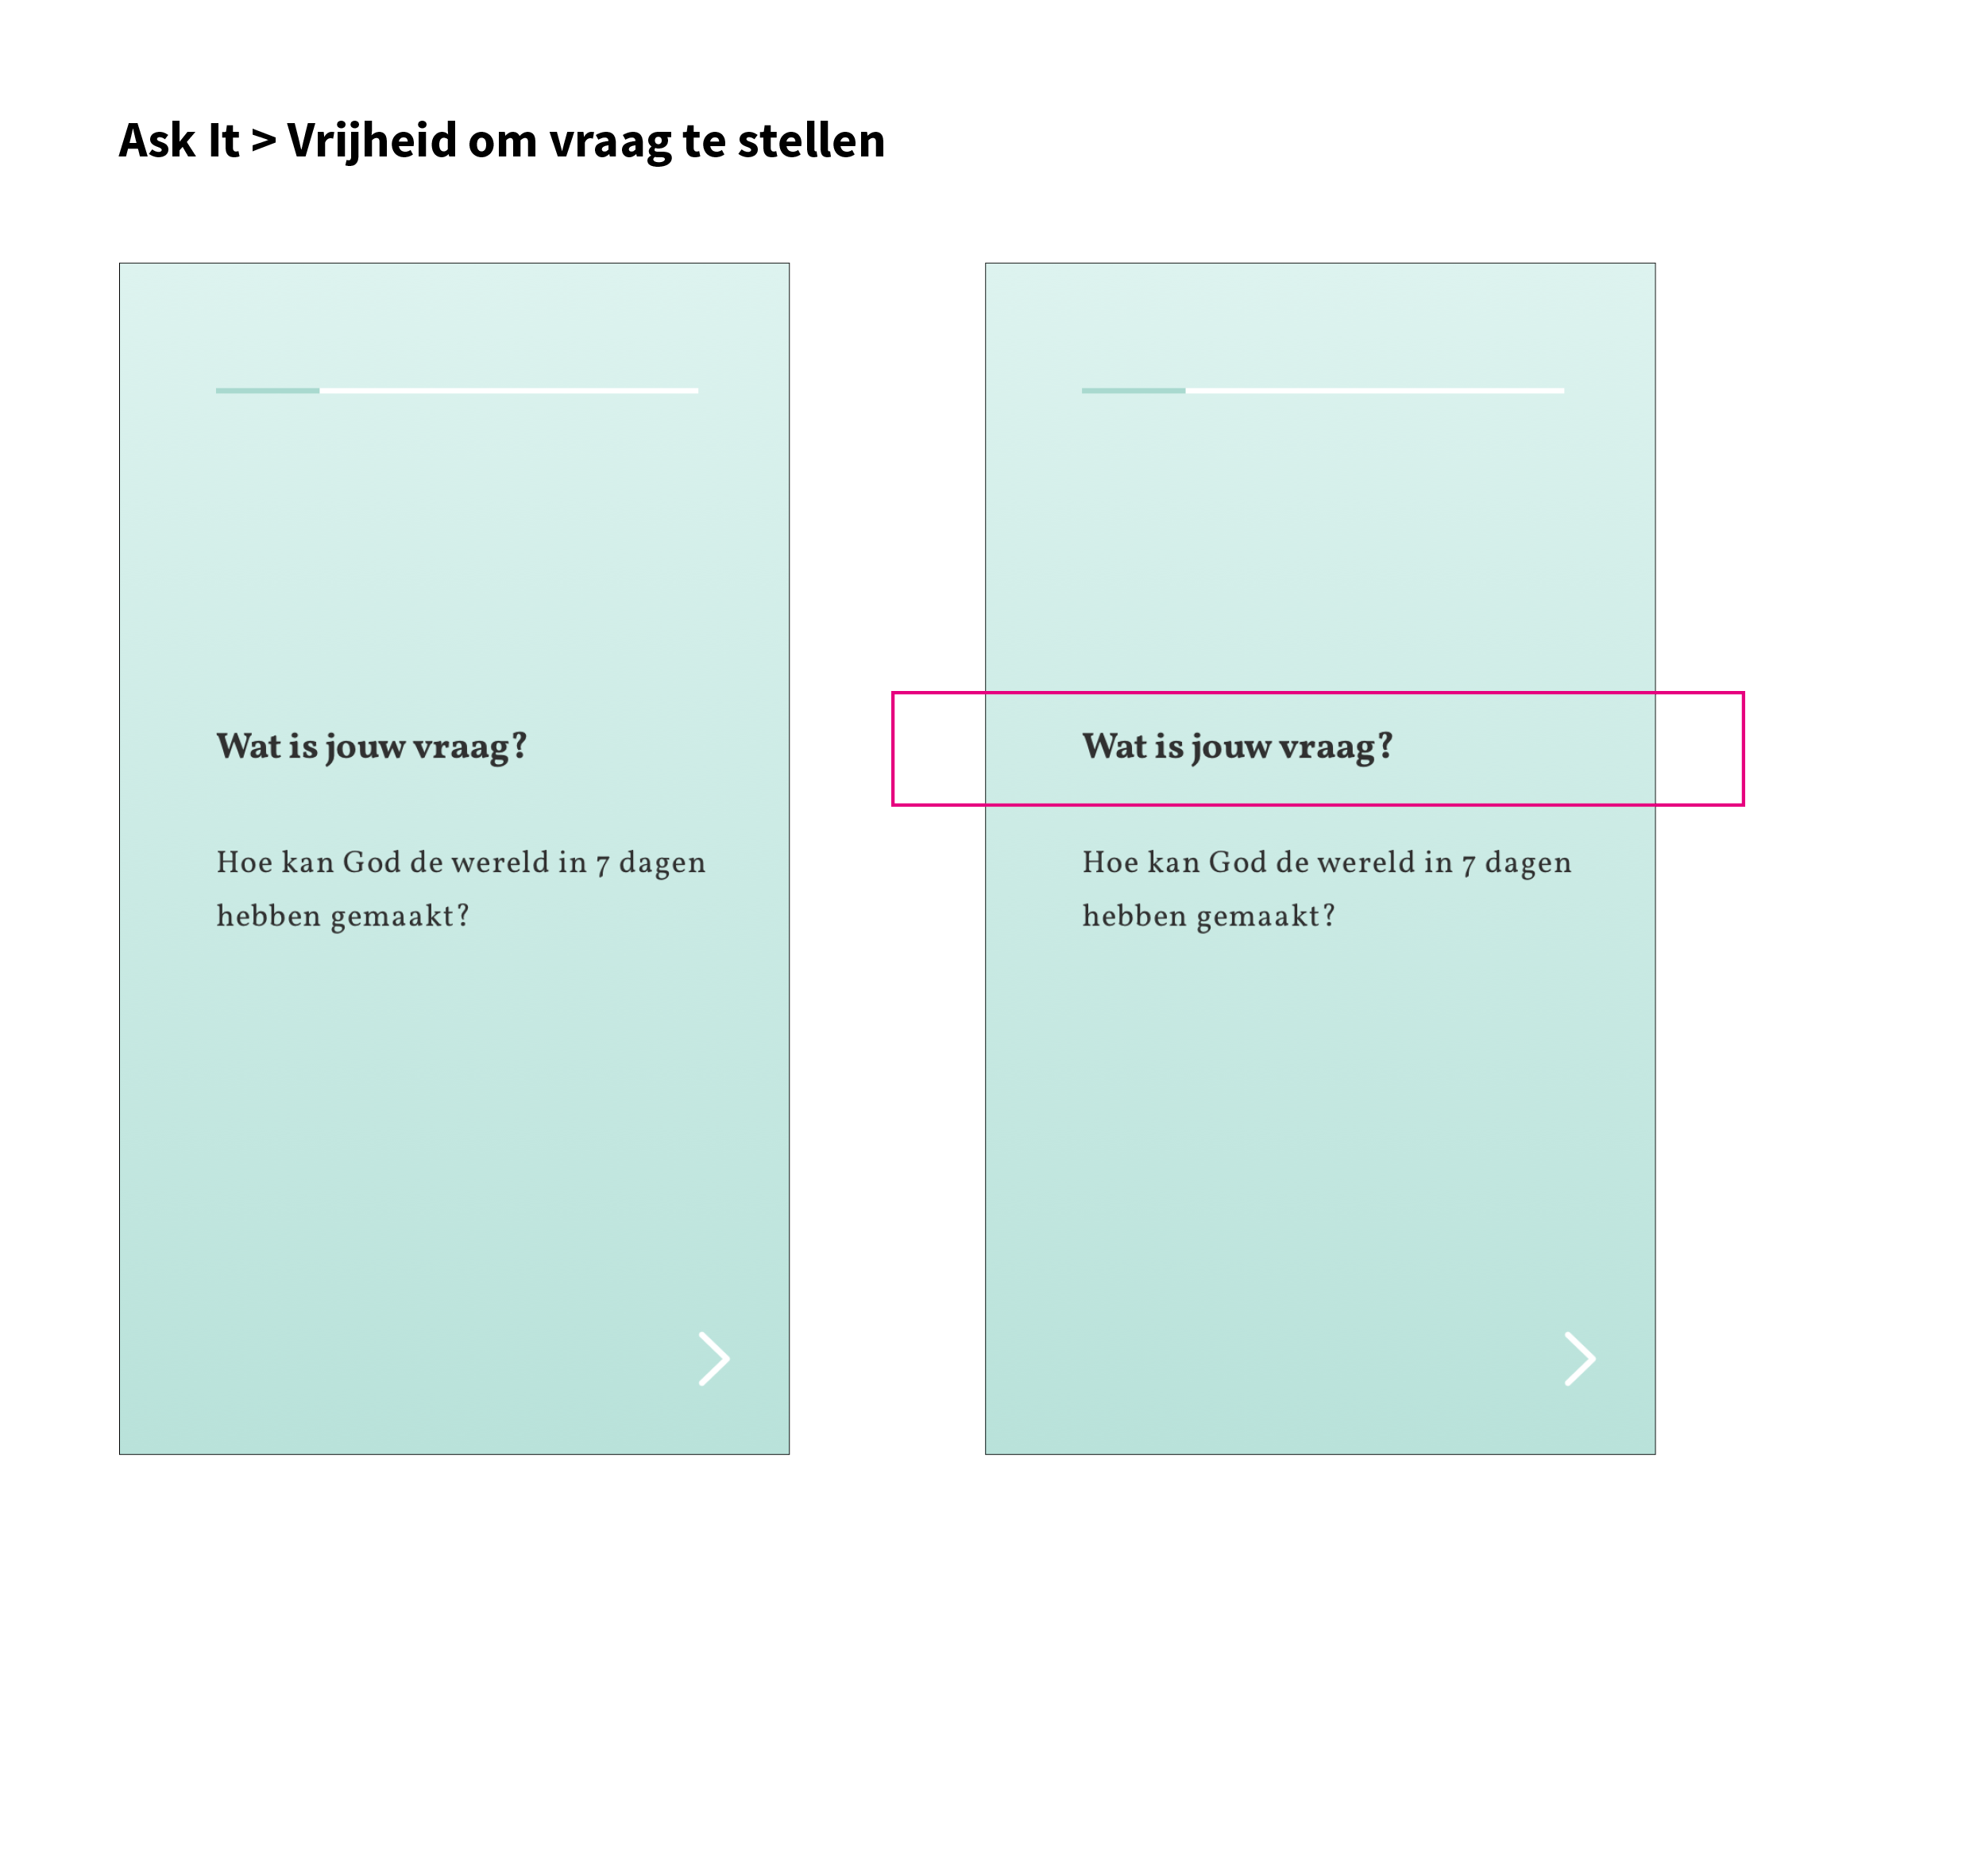 Ask It > Vrijheid om vraag te stellen
Wat is jouw vraag?
Hoe kan God de wereld in 7 dagen
hebben gemaakt?
Wat is jouw vraag?
Hoe kan God de wereld in 7 dagen
hebben gemaakt?